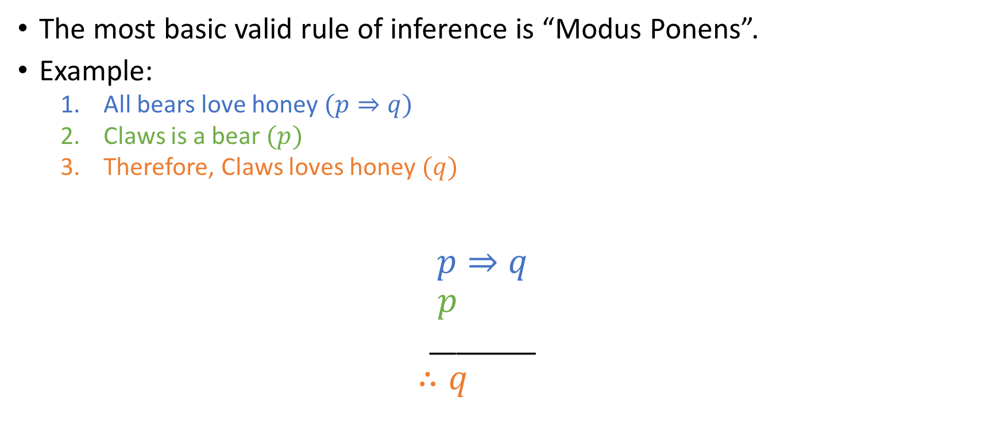 • The most basic valid rule of inference is “Modus Ponens”.
• Example:
1. All bears love honey (𝑝 ⇒ 𝑞)
2. Claws is a bear (𝑝)
3. Therefore, Claws loves honey (𝑞)
𝑝 ⇒ 𝑞
𝑝
∴ 𝑞